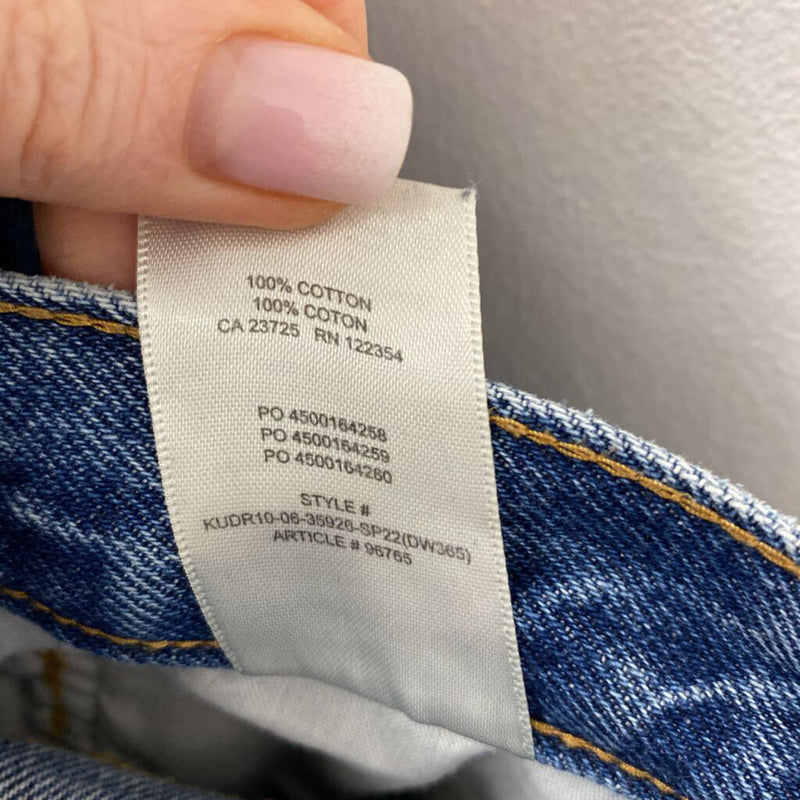 100% COTTON
100% COTON
CA 23725 RN 122354
PO 4500164258
PO 4500164259
PO 4500164260
STYLE #
KUDR10-06-35926-SP22(DW365)
ARTICLE # 96765